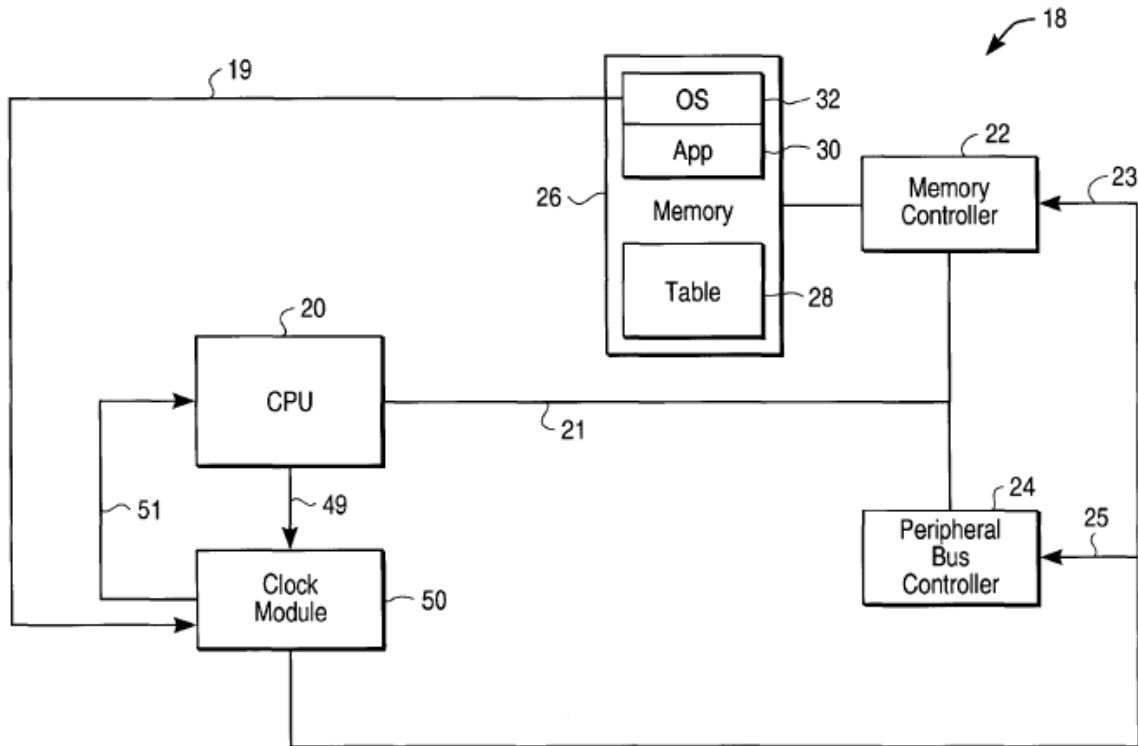 18
19
OS
32
App
30
22
26
Memory
Memory
Controller
23
Table
28
20
CPU
21
24
51
49
Peripheral
Bus
Controller
25
Clock
Module
50